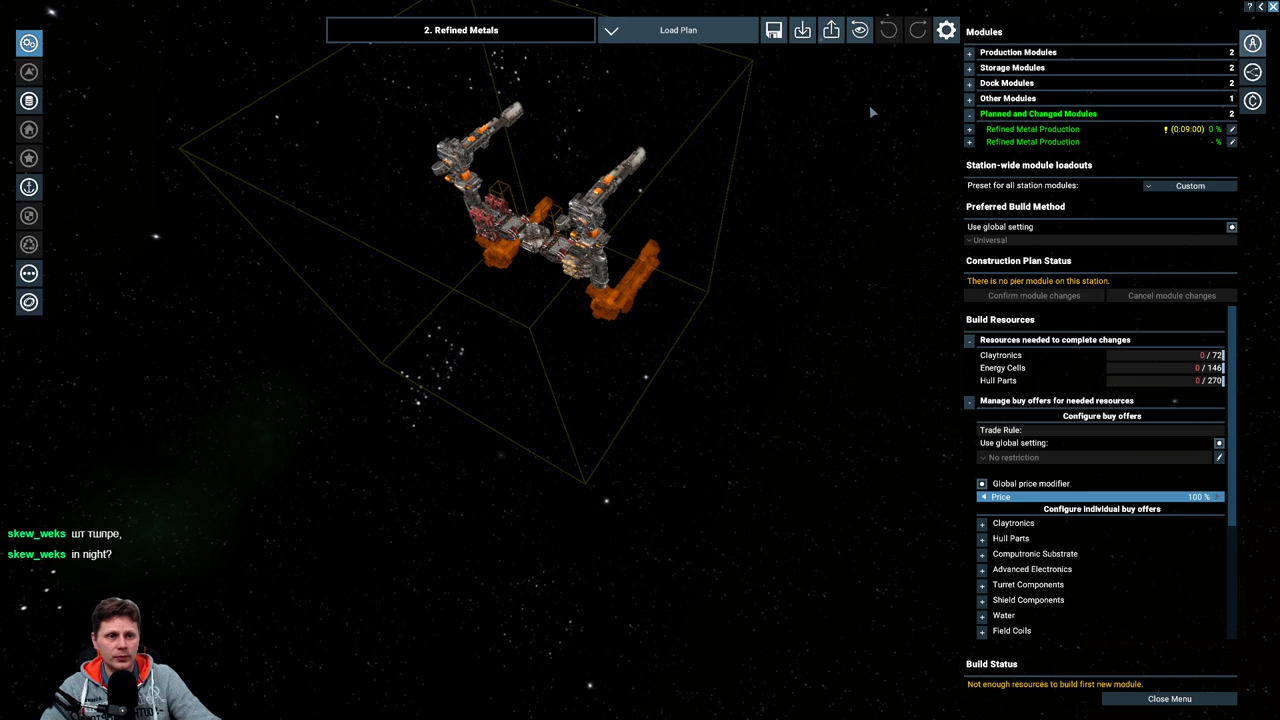 2. Refined Metals
Load Plan
Modules
Production Modules 2
Storage Modules 2
Dock Modules 2
Other Modules 1
Planned and Changed Modules 2
Refined Metal Production ! (0:09:00) 0 %
Refined Metal Production - %
Station-wide module loadouts
Preset for all station modules: Custom
Preferred Build Method
Use global setting
Universal
Construction Plan Status
There is no pier module on this station.
Confirm module changes Cancel module changes
Build Resources
Resources needed to complete changes
Claytronics 0 / 72
Energy Cells 0 / 146
Hull Parts 0 / 270
Manage buy offers for needed resources
Configure buy offers
Trade Rule:
Use global setting:
No restriction
Global price modifier
Price 100 %
Configure individual buy offers
Claytronics
Hull Parts
Computronic Substrate
Advanced Electronics
Turret Components
Shield Components
Water
Field Coils
Build Status
Not enough resources to build first new module.
Close Menu
skew_weks шт тшпре,
skew_weks in night?